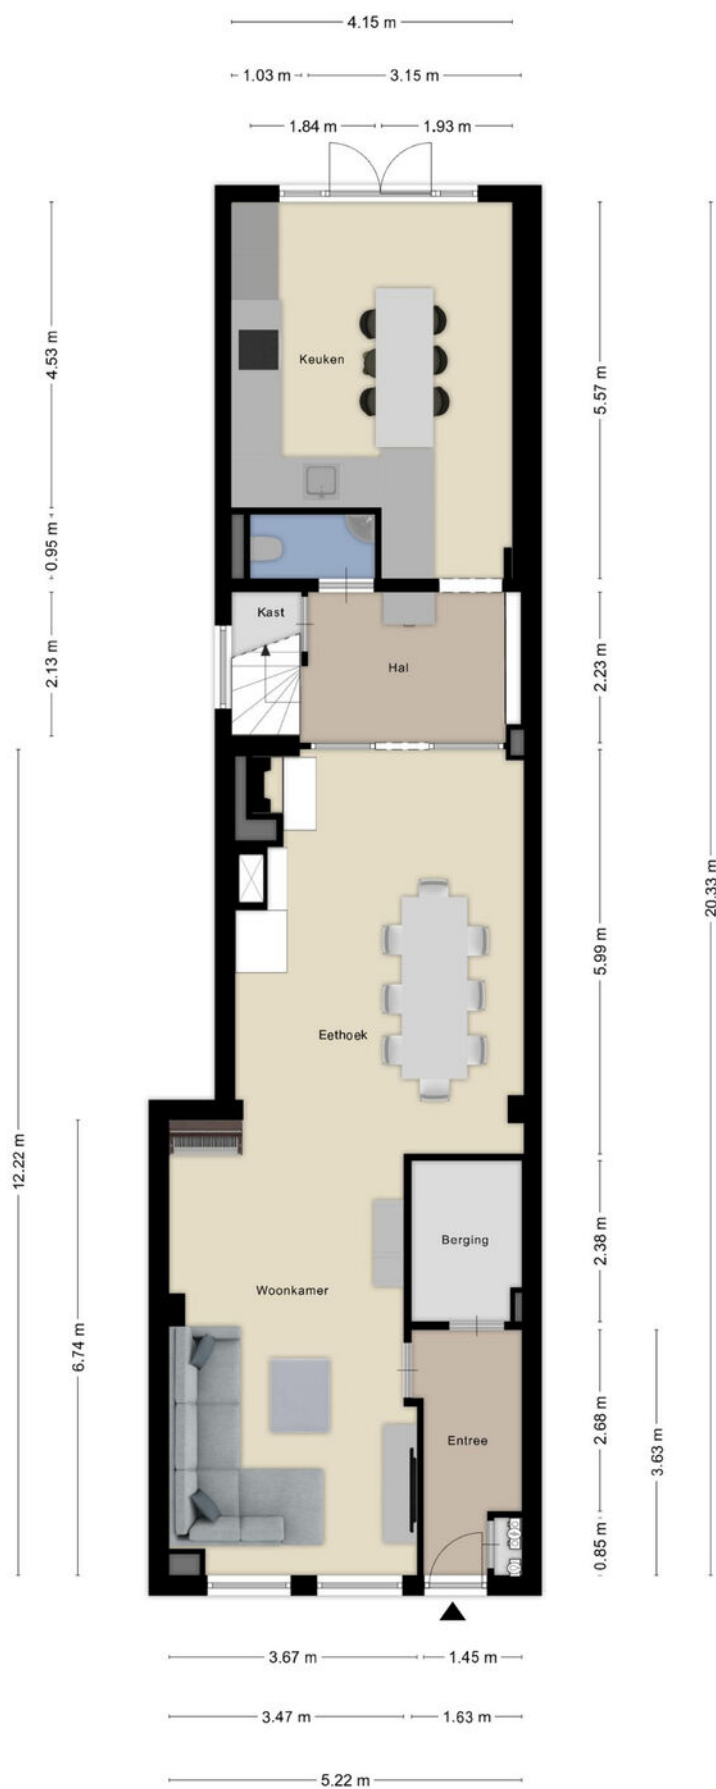 4.15 m
1.03 m
3.15 m
1.84 m
1.93 m
4.53 m
Keuken
5.57 m
0.95 m
Kast
2.13 m
Hal
2.23 m
20.33 m
5.99 m
Eethoek
12.22 m
Berging
2.38 m
Woonkamer
6.74 m
2.68 m
Entree
3.63 m
0.85 m
3.67 m
1.45 m
3.47 m
1.63 m
5.22 m